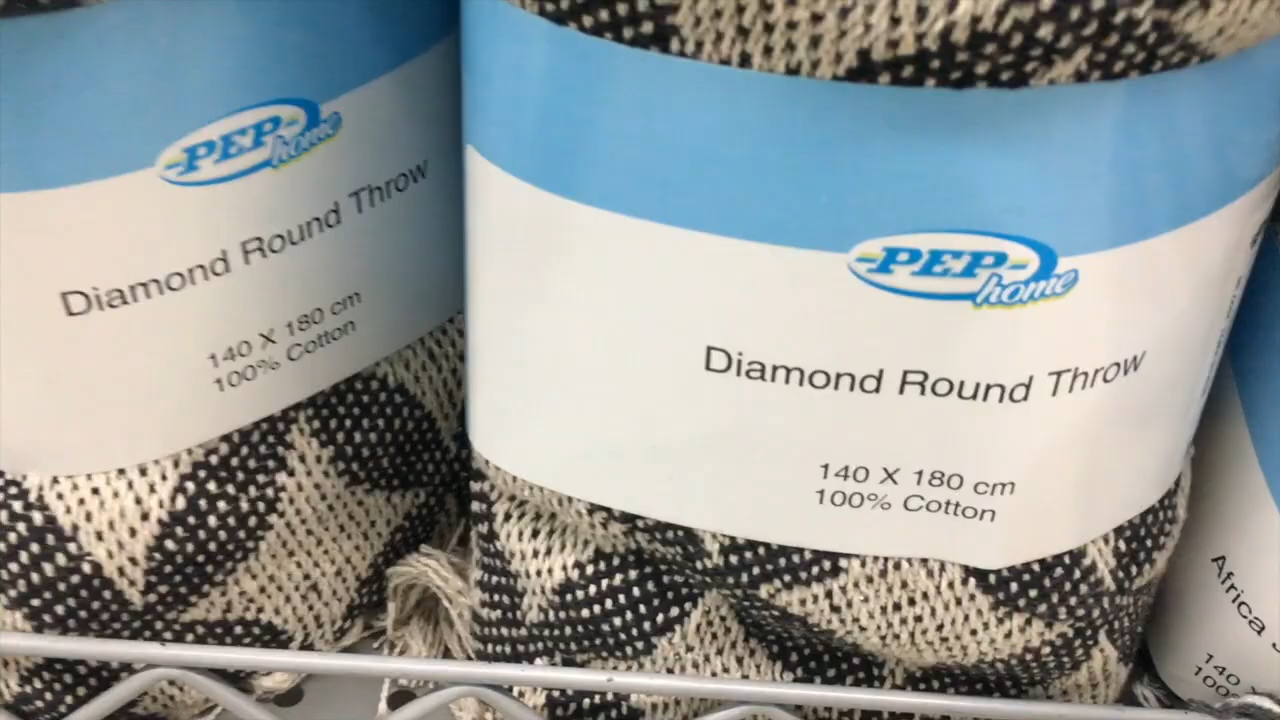 -PEP-
home
Diamond Round Throw
140 X 180 cm
100% Cotton
-PEP-
home
Diamond Round Throw
140 X 180 cm
100% Cotton
Africa
140